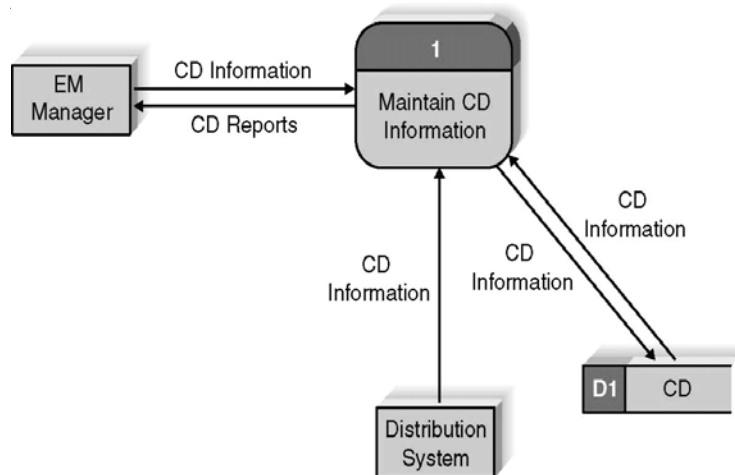 1
EM
Manager
CD Information
CD Reports
Maintain CD
Information
CD
Information
CD
Information
CD
Information
D1 CD
Distribution
System